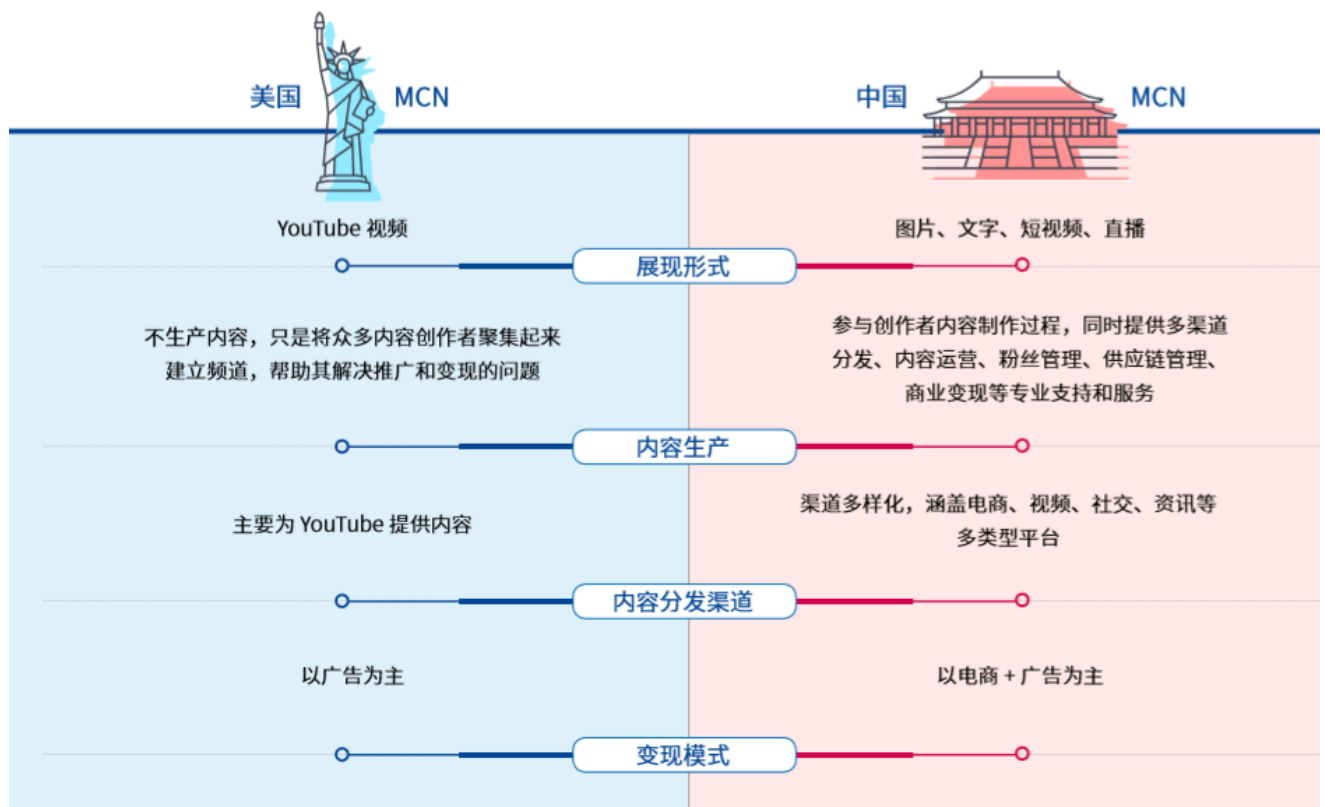 美国 MCN 中国 MCN
YouTube 视频
图片、文字、短视频、直播
展现形式
不生产内容，只是将众多内容创作者聚集起来
建立频道，帮助其解决推广和变现的问题
参与创作者内容制作过程，同时提供多渠道
分发、内容运营、粉丝管理、供应链管理、
商业变现等专业支持和服务
内容生产
主要为 YouTube 提供内容
渠道多样化，涵盖电商、视频、社交、资讯等
多类型平台
内容分发渠道
以广告为主
以电商 + 广告为主
变现模式